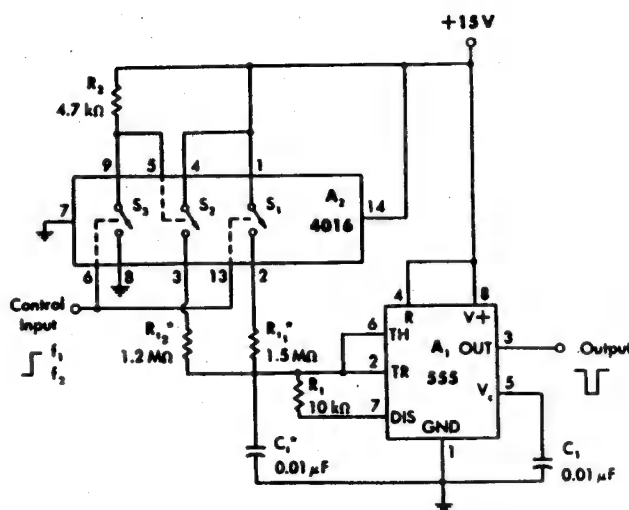 +15V
R₂
4.7 kΩ
9
5
4
1
7
S₃
S₂
S₁
A₂
4016
14
6
8
3
13
2
Control
Input
f₁
f₂
R₁₂*
1.2 MΩ
R₁₁*
1.5 MΩ
R₁
10 kΩ
C₁*
0.01 μF
4
8
R
V+
6
TH
A₁
OUT
3
Output
2
TR
555
V꜀
5
7
DIS
GND
1
C₁
0.01 μF